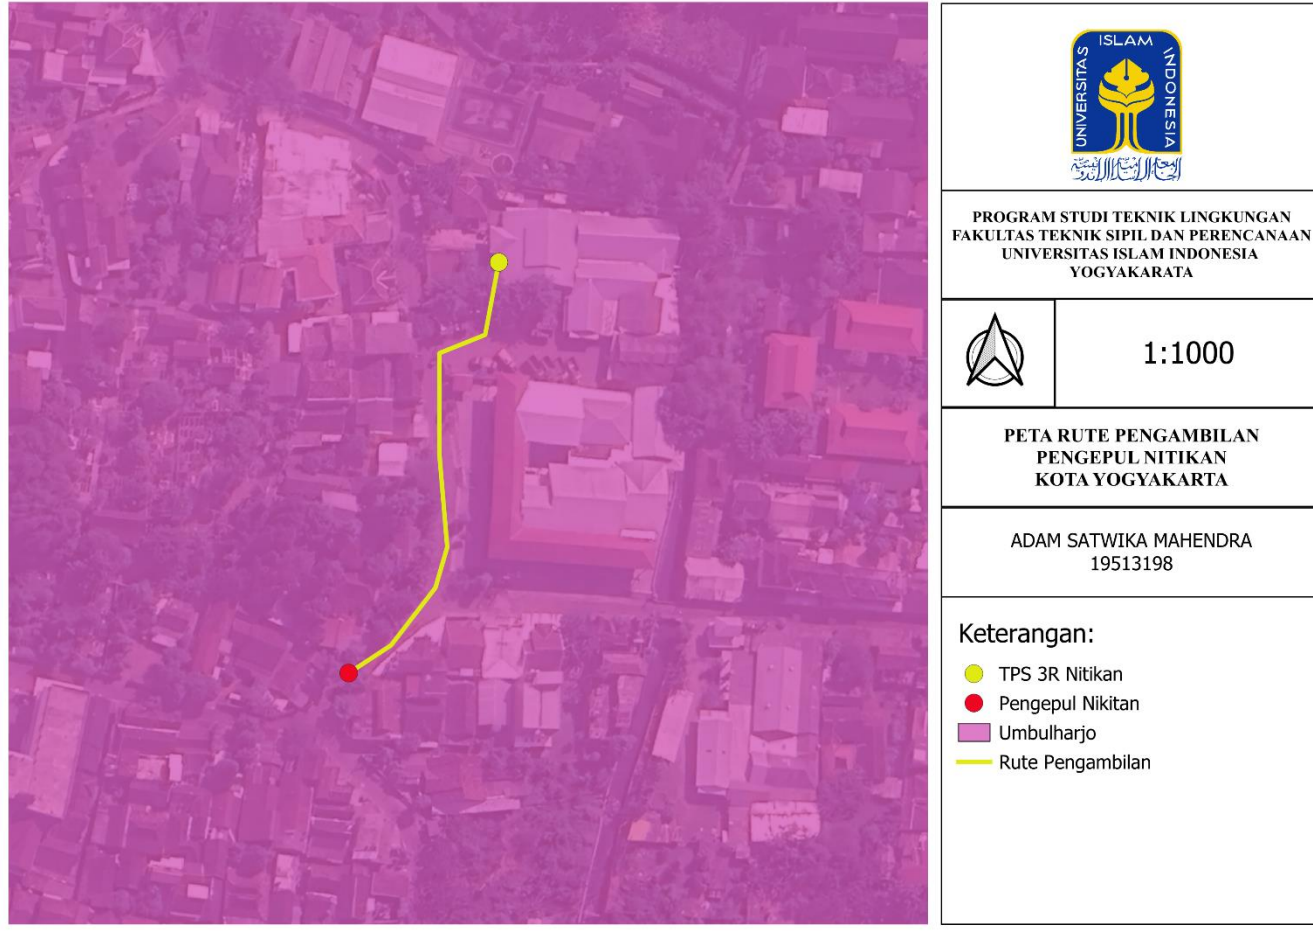 UNIVERSITAS ISLAM INDONESIA
PROGRAM STUDI TEKNIK LINGKUNGAN
FAKULTAS TEKNIK SIPIL DAN PERENCANAAN
UNIVERSITAS ISLAM INDONESIA
YOGYAKARATA
1:1000
PETA RUTE PENGAMBILAN
PENGEPUL NITIKAN
KOTA YOGYAKARTA
ADAM SATWIKA MAHENDRA
19513198
Keterangan:
TPS 3R Nitikan
Pengepul Nikitan
Umbulharjo
Rute Pengambilan